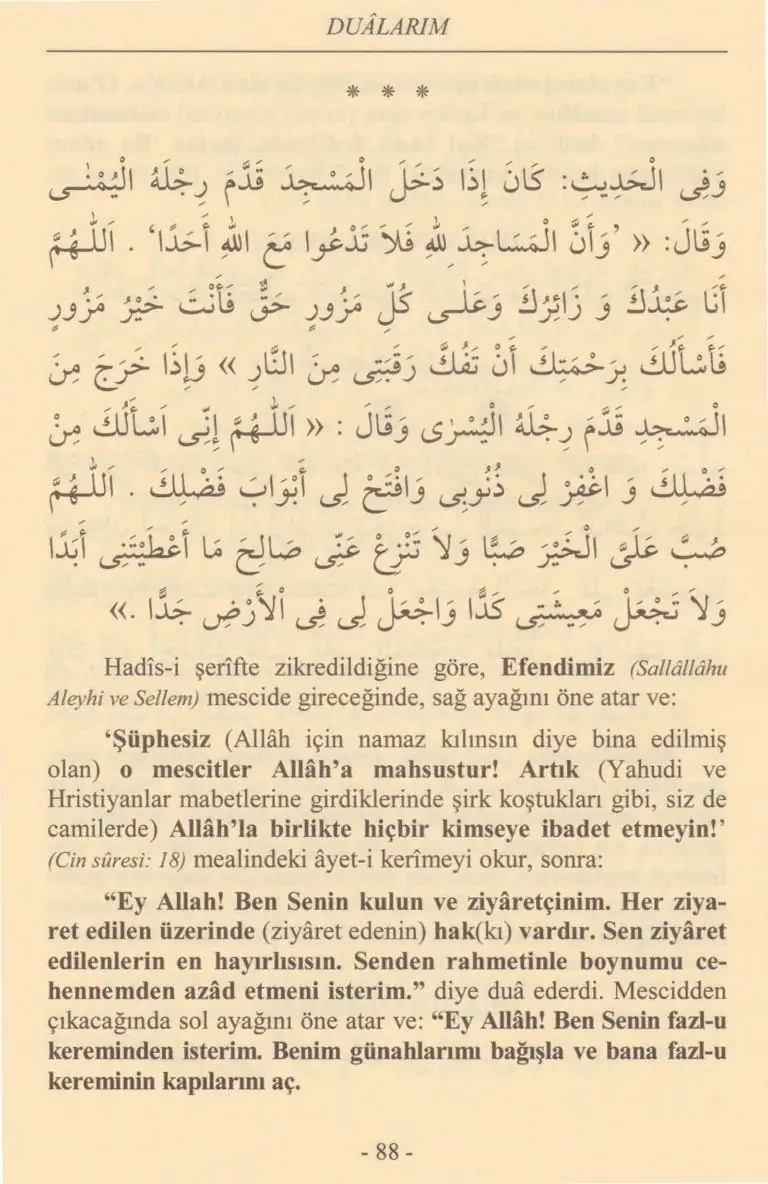 DUÂLARIM
* * *
وَفِى الْحَدِيثِ: كَانَ إِذَا دَخَلَ الْمَسْجِدَ قَدَّمَ رِجْلَهُ الْيُمْنٰى
وَقَالَ: « ’وَأَنَّ الْمَسَاجِدَ لِلّٰهِ فَلاَ تَدْعُوا مَعَ اللّٰهِ أَحَدًا‘ . اَللّٰهُمَّ
أَنَا عَبْدُكَ وَ زَائِرُكَ وَعَلٰى كُلِّ مَزُورٍ حَقٌّ فَأَنْتَ خَيْرُ مَزُورٍ
فَأَسْأَلُكَ بِرَحْمَتِكَ أَنْ تَفُكَّ رَقَبَتِى مِنَ النَّارِ » وَإِذَا خَرَجَ مِنَ
الْمَسْجِدِ قَدَّمَ رِجْلَهُ الْيُسْرٰى وَقَالَ : « اَللّٰهُمَّ إِنِّى اَسْأَلُكَ مِنْ
فَضْلِكَ وَ اغْفِرْ لِى ذُنُوبِى وَافْتَحْ لِى أَبْوَابَ فَضْلِكَ . اَللّٰهُمَّ
صُبَّ عَلَىَّ الْخَيْرَ صَبًّا وَلاَ تَنْزِعْ عَنِّى صَالِحَ مَا أَعْطَيْتَنِى أَبَدًا
وَلاَ تَجْعَلْ مَعِيشَتِى كَدًّا وَاجْعَلْ لِى فِى الْأَرْضِ جَدًّا .»
Hadîs-i şerîfte zikredildiğine göre, Efendimiz (Sallâllâhu
Aleyhi ve Sellem) mescide gireceğinde, sağ ayağını öne atar ve:
‘Şüphesiz (Allâh için namaz kılınsın diye bina edilmiş
olan) o mescitler Allâh’a mahsustur! Artık (Yahudi ve
Hristiyanlar mabetlerine girdiklerinde şirk koştukları gibi, siz de
camilerde) Allâh’la birlikte hiçbir kimseye ibadet etmeyin!’
(Cin sûresi: 18) mealindeki âyet-i kerîmeyi okur, sonra:
“Ey Allah! Ben Senin kulun ve ziyâretçinim. Her ziya-
ret edilen üzerinde (ziyâret edenin) hak(kı) vardır. Sen ziyâret
edilenlerin en hayırlısısın. Senden rahmetinle boynumu ce-
hennemden azâd etmeni isterim.” diye duâ ederdi. Mescidden
çıkacağında sol ayağını öne atar ve: “Ey Allâh! Ben Senin fazl-u
kereminden isterim. Benim günahlarımı bağışla ve bana fazl-u
kereminin kapılarını aç.
- 88 -